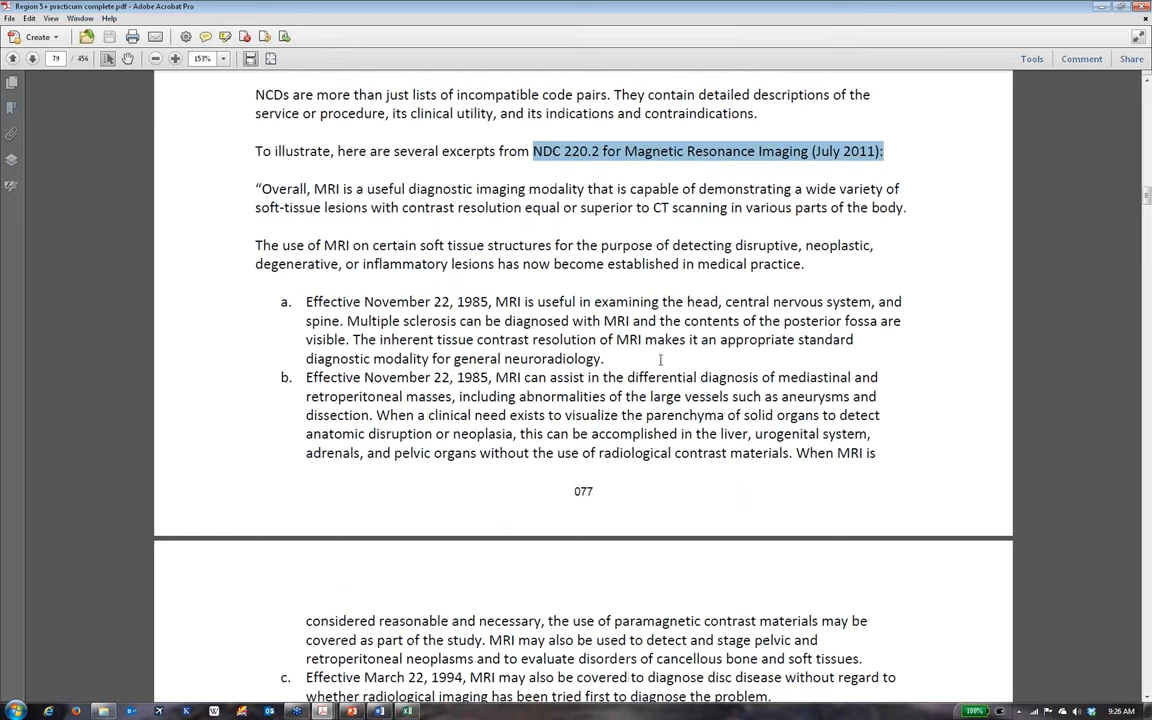 Region 5+ practicum complete.pdf - Adobe Acrobat Pro
File Edit View Window Help
Create
79 / 456 153% Tools Comment Share
NCDs are more than just lists of incompatible code pairs. They contain detailed descriptions of the
service or procedure, its clinical utility, and its indications and contraindications.
To illustrate, here are several excerpts from NDC 220.2 for Magnetic Resonance Imaging (July 2011):
“Overall, MRI is a useful diagnostic imaging modality that is capable of demonstrating a wide variety of
soft-tissue lesions with contrast resolution equal or superior to CT scanning in various parts of the body.
The use of MRI on certain soft tissue structures for the purpose of detecting disruptive, neoplastic,
degenerative, or inflammatory lesions has now become established in medical practice.
a. Effective November 22, 1985, MRI is useful in examining the head, central nervous system, and
spine. Multiple sclerosis can be diagnosed with MRI and the contents of the posterior fossa are
visible. The inherent tissue contrast resolution of MRI makes it an appropriate standard
diagnostic modality for general neuroradiology.
b. Effective November 22, 1985, MRI can assist in the differential diagnosis of mediastinal and
retroperitoneal masses, including abnormalities of the large vessels such as aneurysms and
dissection. When a clinical need exists to visualize the parenchyma of solid organs to detect
anatomic disruption or neoplasia, this can be accomplished in the liver, urogenital system,
adrenals, and pelvic organs without the use of radiological contrast materials. When MRI is
077
considered reasonable and necessary, the use of paramagnetic contrast materials may be
covered as part of the study. MRI may also be used to detect and stage pelvic and
retroperitoneal neoplasms and to evaluate disorders of cancellous bone and soft tissues.
c. Effective March 22, 1994, MRI may also be covered to diagnose disc disease without regard to
whether radiological imaging has been tried first to diagnose the problem.
100% 9:26 AM